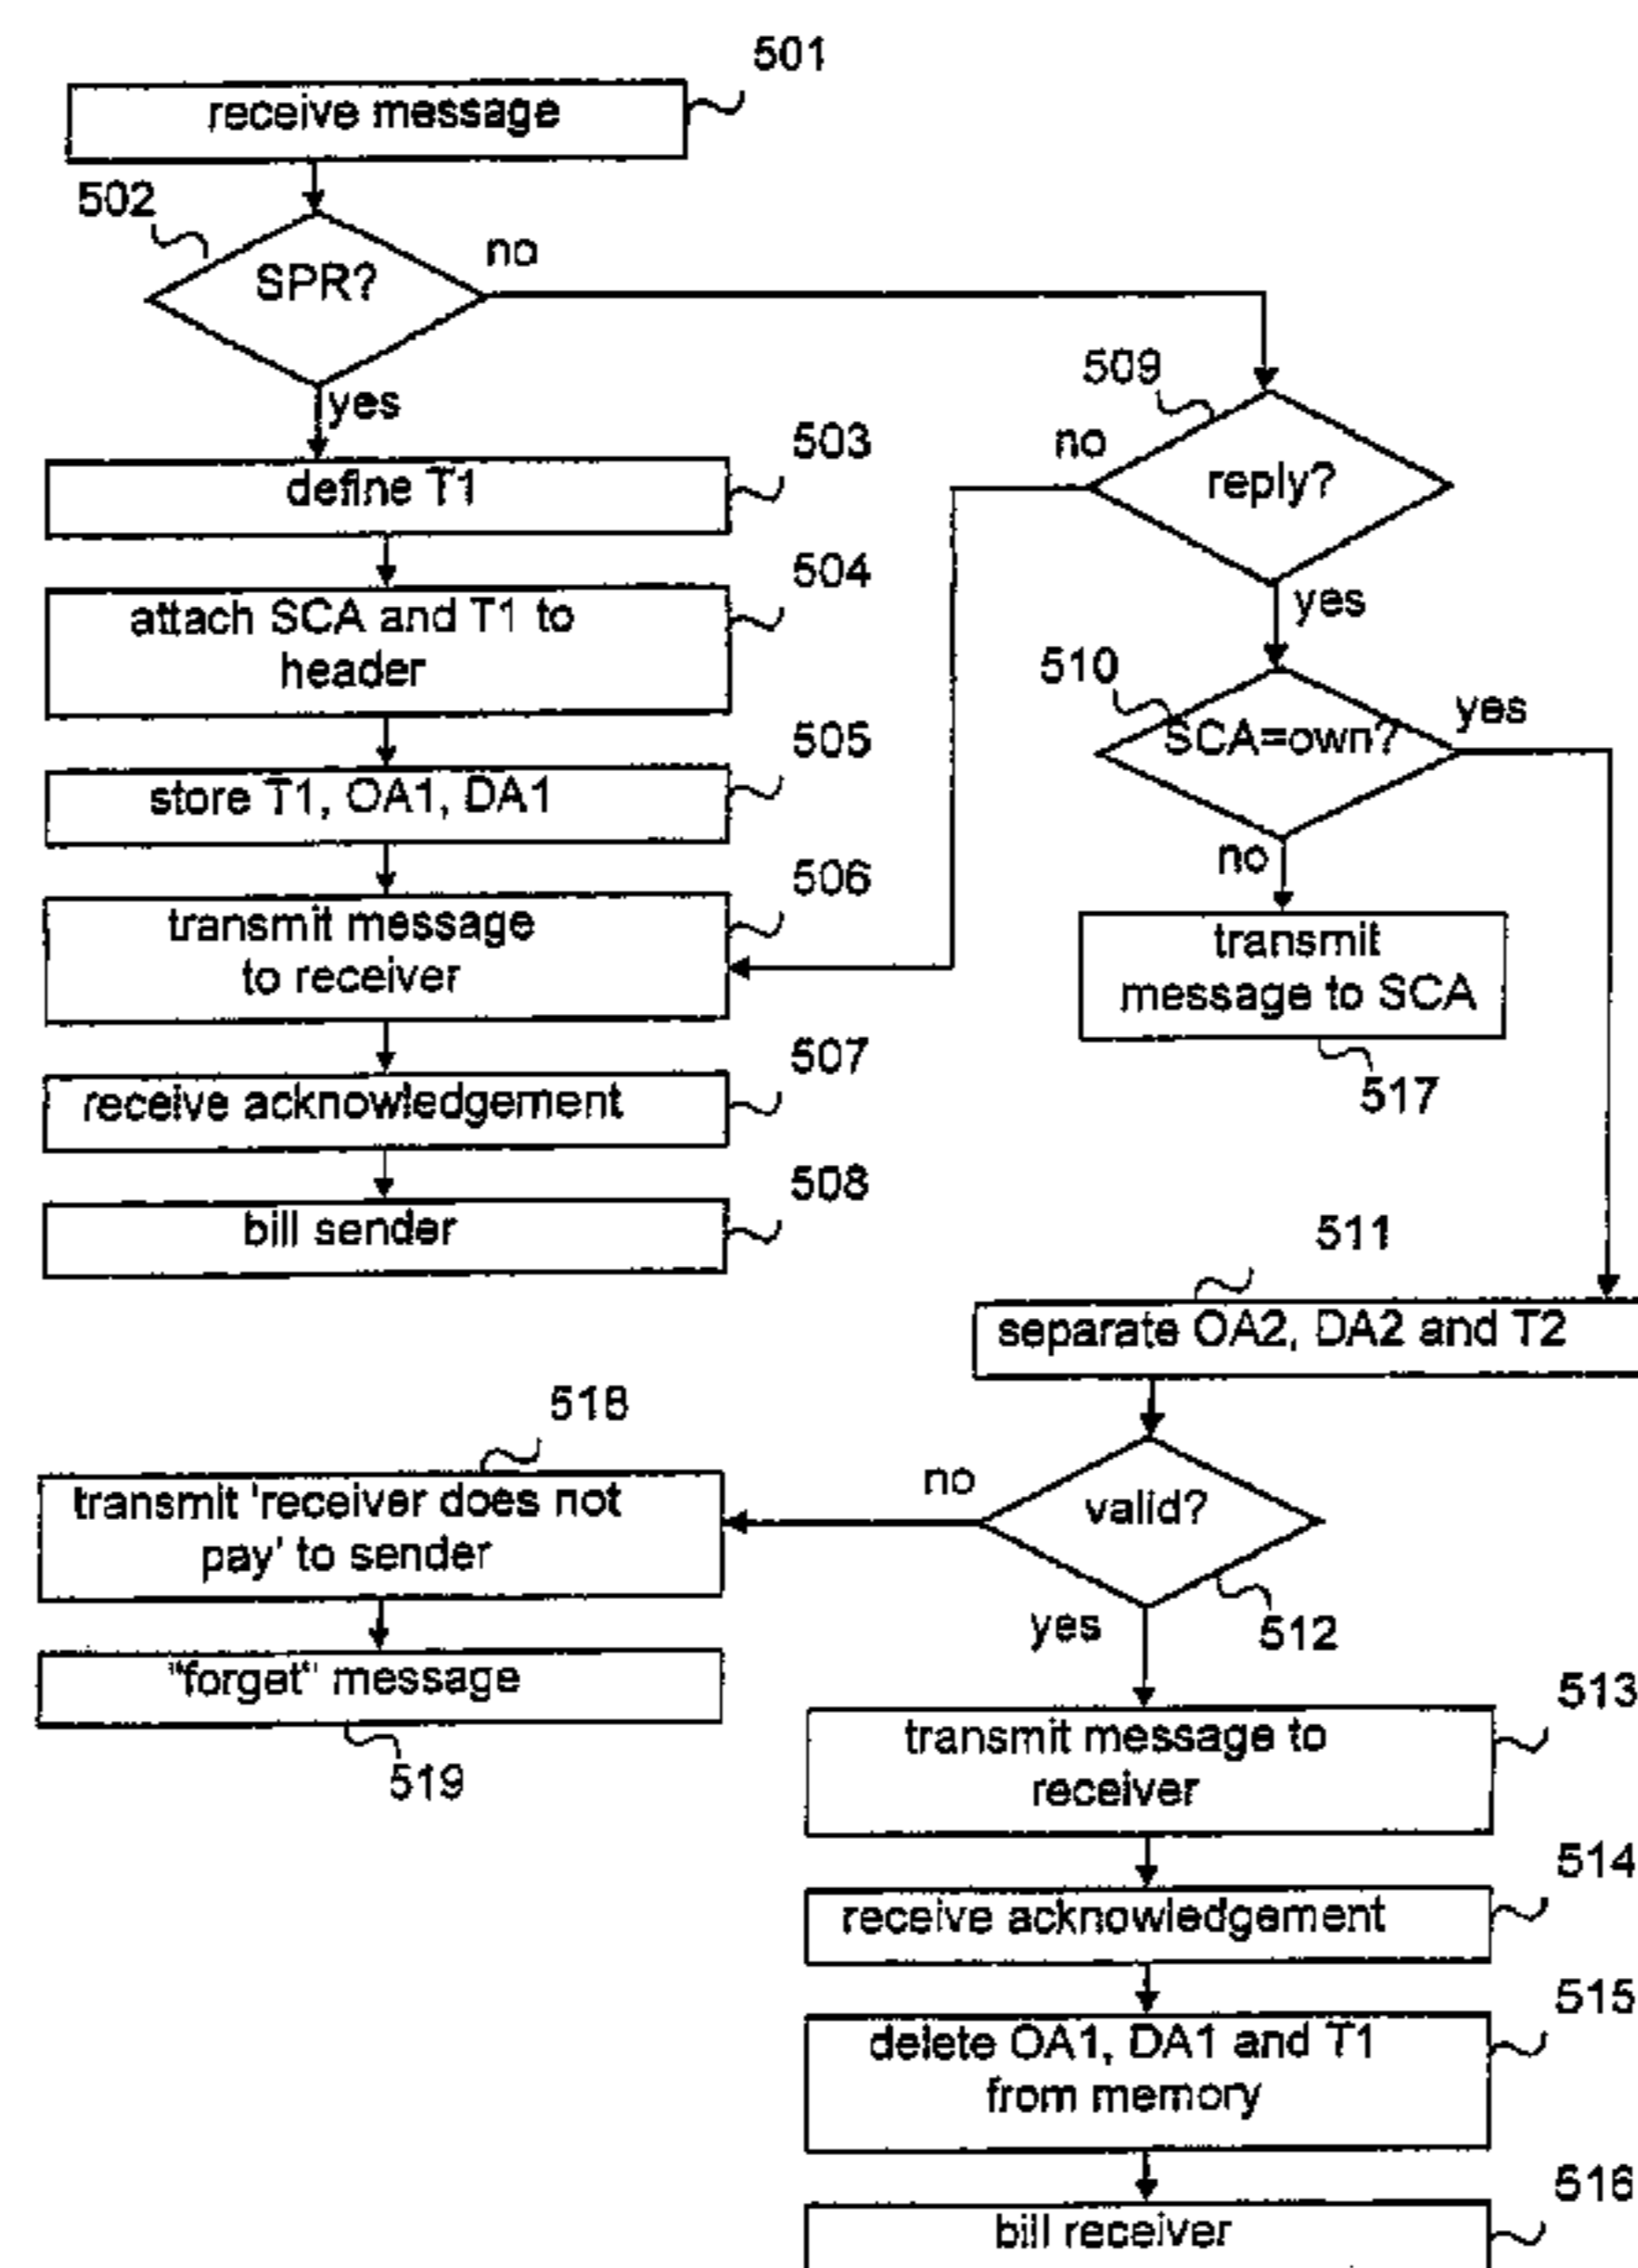 501
receive message
502
SPR?
no
yes
503
define T1
504
attach SCA and T1 to
header
505
store T1, OA1, DA1
506
transmit message
to receiver
507
receive acknowledgement
508
bill sender
509
no
reply?
yes
510
SCA=own?
yes
no
transmit
message to SCA
517
511
separate OA2, DA2 and T2
518
transmit 'receiver does not
pay' to sender
no
valid?
yes
512
"forget" message
519
513
transmit message to
receiver
514
receive acknowledgement
515
delete OA1, DA1 and T1
from memory
516
bill receiver